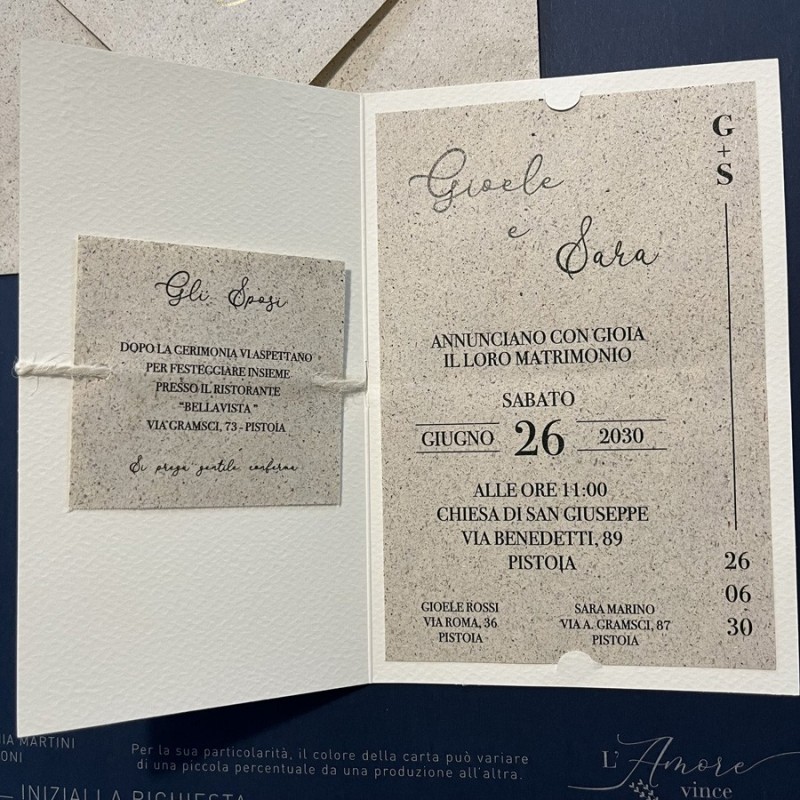 Gli Sposi
DOPO LA CERIMONIA VI ASPETTANO
PER FESTEGGIARE INSIEME
PRESSO IL RISTORANTE
"BELLAVISTA"
VIA GRAMSCI, 73 - PISTOIA
Si prega gentile conferma
Gioele
e
Sara
ANNUNCIANO CON GIOIA
IL LORO MATRIMONIO
SABATO
GIUGNO 26 2030
ALLE ORE 11:00
CHIESA DI SAN GIUSEPPE
VIA BENEDETTI, 89
PISTOIA
GIOELE ROSSI
VIA ROMA, 36
PISTOIA
SARA MARINO
VIA A. GRAMSCI, 87
PISTOIA
G
+
S
26
06
30
MARTINI
Per la sua particolarità, il colore della carta può variare
di una piccola percentuale da una produzione all'altra.
L'Amore
vince